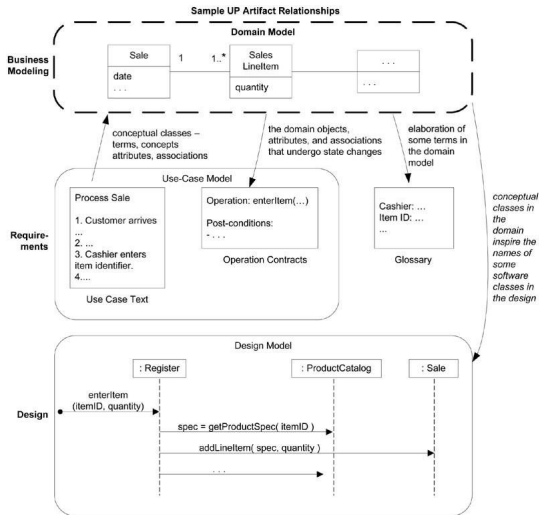 Sample UP Artifact Relationships
Domain Model
Business
Modeling
Sale
date
. . .
1
1..*
Sales
LineItem
quantity
. . .
. . .
conceptual classes –
terms, concepts
attributes, associations
the domain objects,
attributes, and associations
that undergo state changes
elaboration of
some terms in
the domain
model
conceptual
classes in
the
domain
inspire the
names of
some
software
classes in
the design
Require-
ments
Use-Case Model
Process Sale
1. Customer arrives
...
2. ...
3. Cashier enters
item identifier.
4....
Use Case Text
Operation: enterItem(…)
Post-conditions:
- . . .
Operation Contracts
Cashier: …
Item ID: …
...
Glossary
Design
Design Model
: Register
: ProductCatalog
: Sale
enterItem
(itemID, quantity)
spec = getProductSpec( itemID )
addLineItem( spec, quantity )
. . .